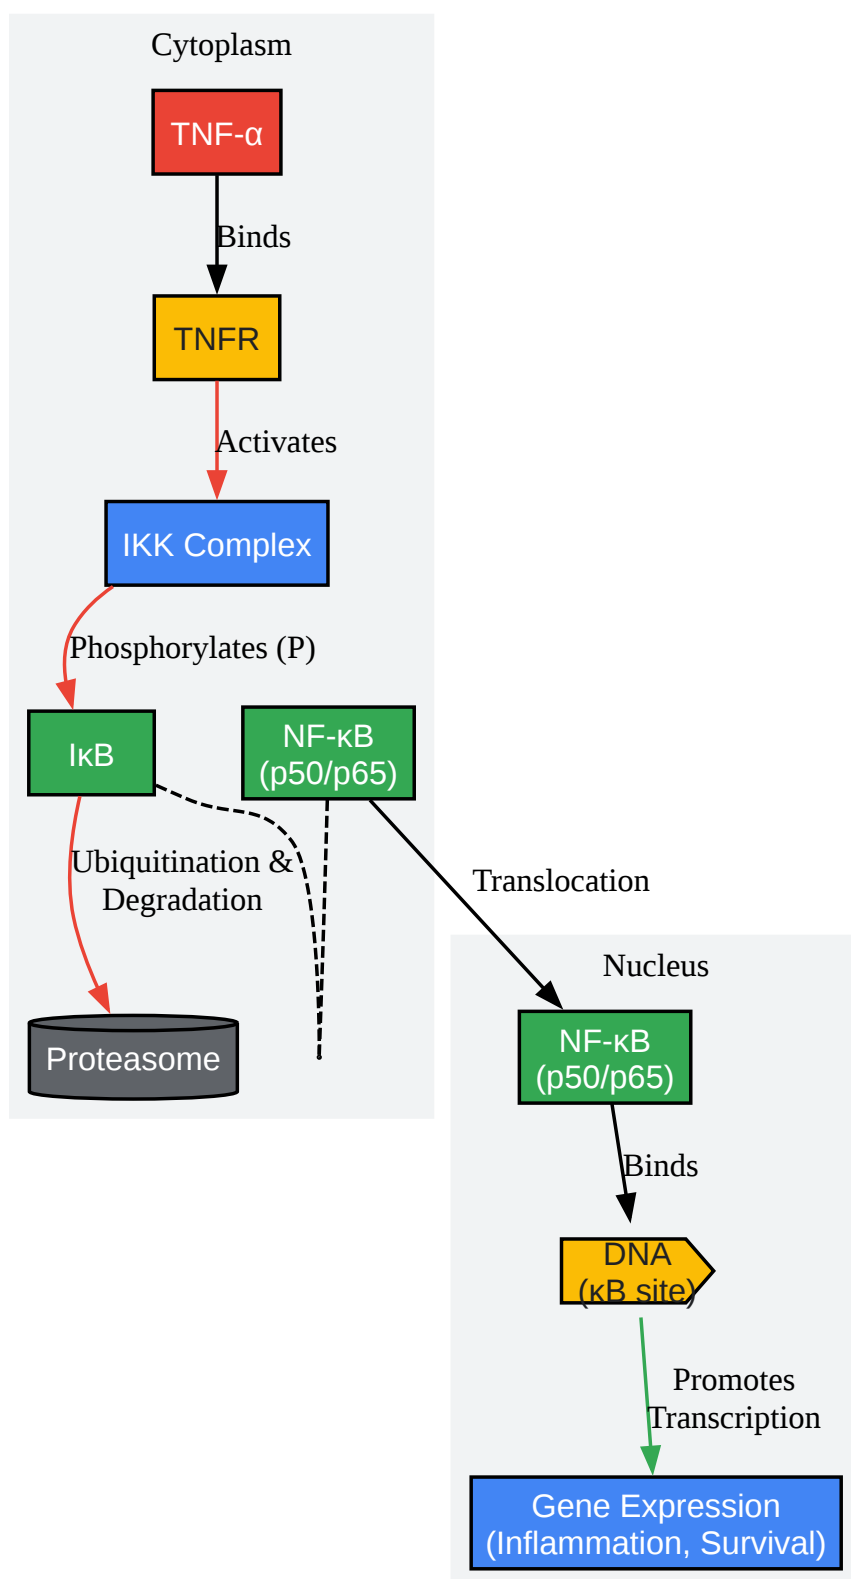 Cytoplasm
TNF-α
Binds
TNFR
Activates
IKK Complex
Phosphorylates (P)
IκB
NF-κB
(p50/p65)
Ubiquitination &
Degradation
Translocation
Proteasome
Nucleus
NF-κB
(p50/p65)
Binds
DNA
(κB site)
Promotes
Transcription
Gene Expression
(Inflammation, Survival)